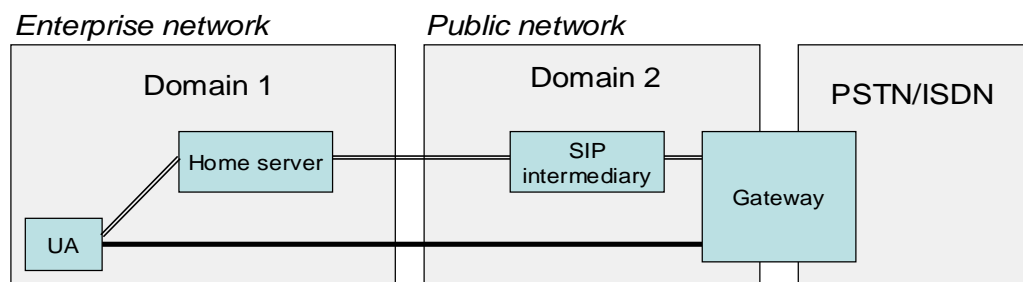 Enterprise network
Public network
Domain 1
Domain 2
PSTN/ISDN
Home server
SIP
intermediary
Gateway
UA